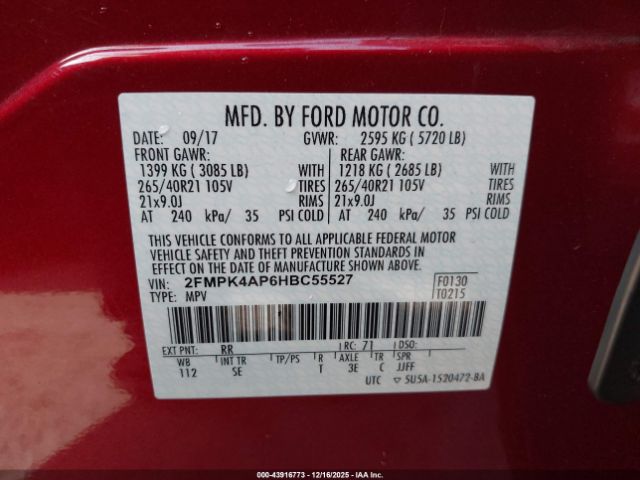 MFD. BY FORD MOTOR CO.
DATE: 09/17 GVWR: 2595 KG ( 5720 LB)
FRONT GAWR: REAR GAWR:
1399 KG ( 3085 LB) WITH 1218 KG ( 2685 LB) WITH
265/40R21 105V TIRES 265/40R21 105V TIRES
21x9.0J RIMS 21x9.0J RIMS
AT 240 kPa/ 35 PSI COLD AT 240 kPa/ 35 PSI COLD
THIS VEHICLE CONFORMS TO ALL APPLICABLE FEDERAL MOTOR
VEHICLE SAFETY AND THEFT PREVENTION STANDARDS
IN EFFECT ON THE DATE OF MANUFACTURE SHOWN ABOVE.
VIN: 2FMPK4AP6HBC55527 F0130
TYPE: MPV T0215
EXT PNT: RR RC: 71 DSO:
WB INT TR TP/PS R AXLE TR SPR
112 SE T 3E C JJFF
UTC ▽ 5U5A-1520472-BA
00-43916773 - 12/16/2025 - IAAI.COM